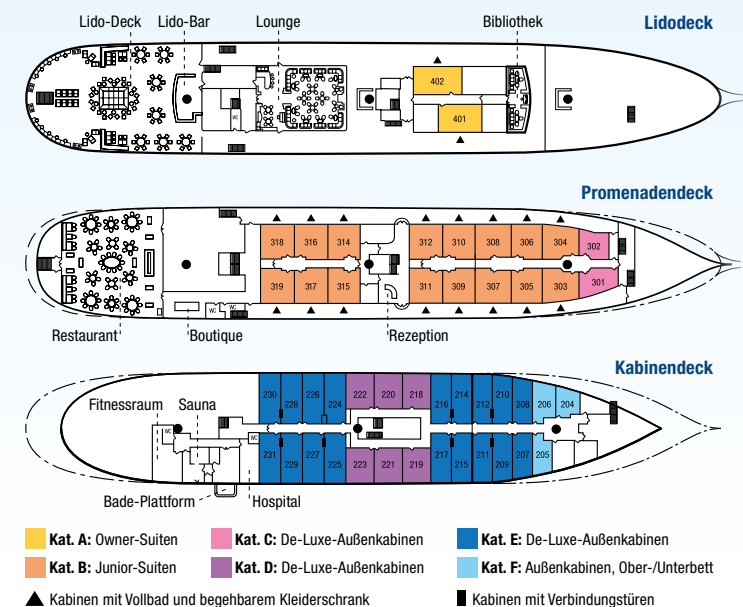 Lido-Deck Lido-Bar Lounge Bibliothek Lidodeck
402
WC
401
Promenadendeck
318 316 314 312 310 308 306 304 302
319 317 315 311 309 307 305 303 301
WC WC
Restaurant Boutique Rezeption
Kabinendeck
Fitnessraum Sauna
230 228 226 224 222 220 218 216 214 212 210 208 206 204
WC WC
231 229 227 225 223 221 219 217 215 211 209 207 205
Bade-Plattform Hospital
Kat. A: Owner-Suiten Kat. C: De-Luxe-Außenkabinen Kat. E: De-Luxe-Außenkabinen
Kat. B: Junior-Suiten Kat. D: De-Luxe-Außenkabinen Kat. F: Außenkabinen, Ober-/Unterbett
Kabinen mit Vollbad und begehbarem Kleiderschrank Kabinen mit Verbindungstüren